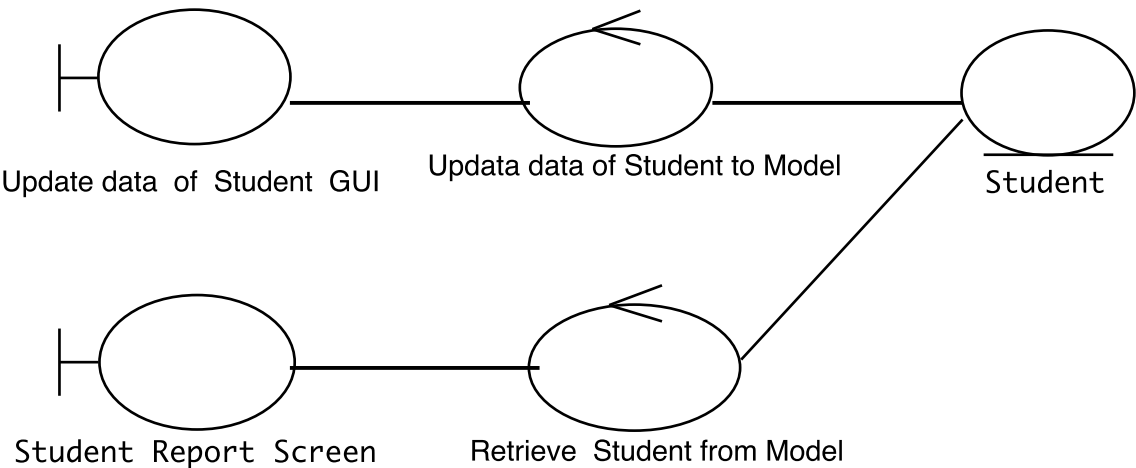 Update data of Student GUI
Updata data of Student to Model
Student
Student Report Screen
Retrieve Student from Model